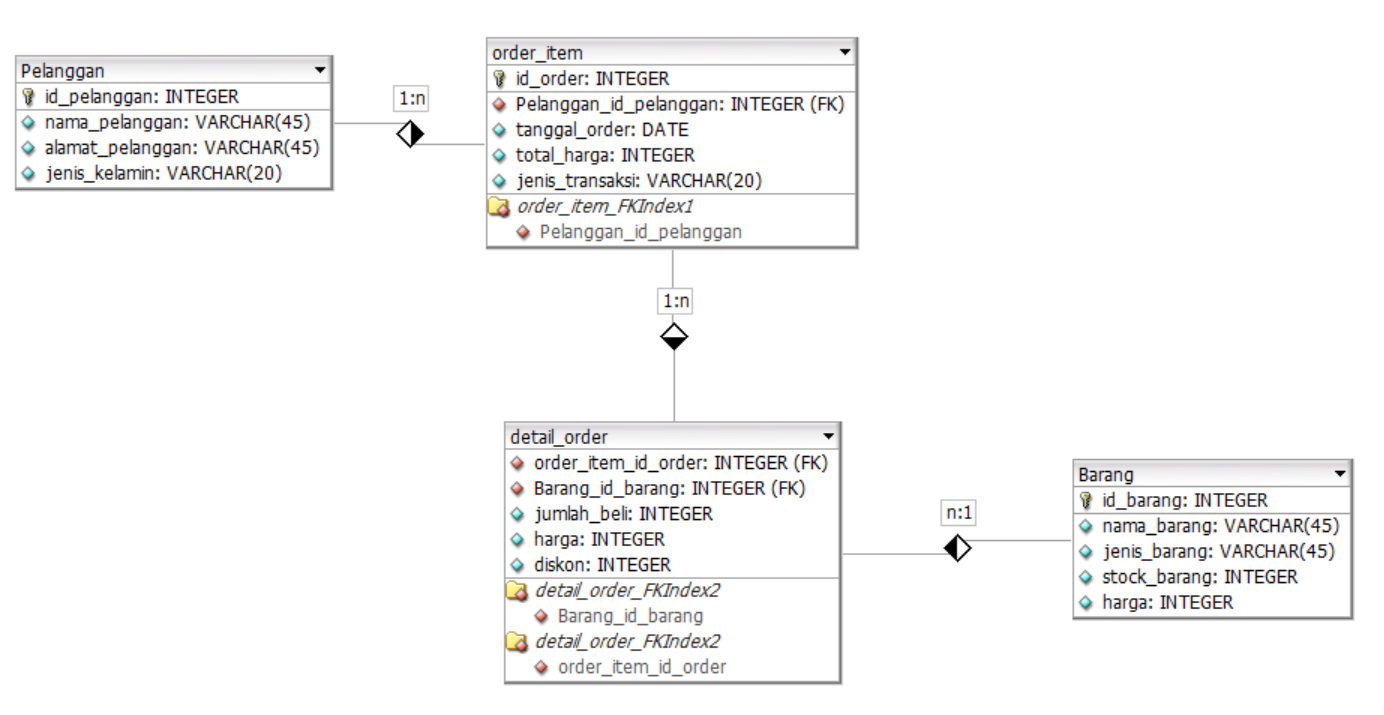 Pelanggan
id_pelanggan: INTEGER
nama_pelanggan: VARCHAR(45)
alamat_pelanggan: VARCHAR(45)
jenis_kelamin: VARCHAR(20)
1:n
order_item
id_order: INTEGER
Pelanggan_id_pelanggan: INTEGER (FK)
tanggal_order: DATE
total_harga: INTEGER
jenis_transaksi: VARCHAR(20)
order_item_FKIndex1
Pelanggan_id_pelanggan
1:n
detail_order
order_item_id_order: INTEGER (FK)
Barang_id_barang: INTEGER (FK)
jumlah_beli: INTEGER
harga: INTEGER
diskon: INTEGER
detail_order_FKIndex2
Barang_id_barang
detail_order_FKIndex2
order_item_id_order
n:1
Barang
id_barang: INTEGER
nama_barang: VARCHAR(45)
jenis_barang: VARCHAR(45)
stock_barang: INTEGER
harga: INTEGER